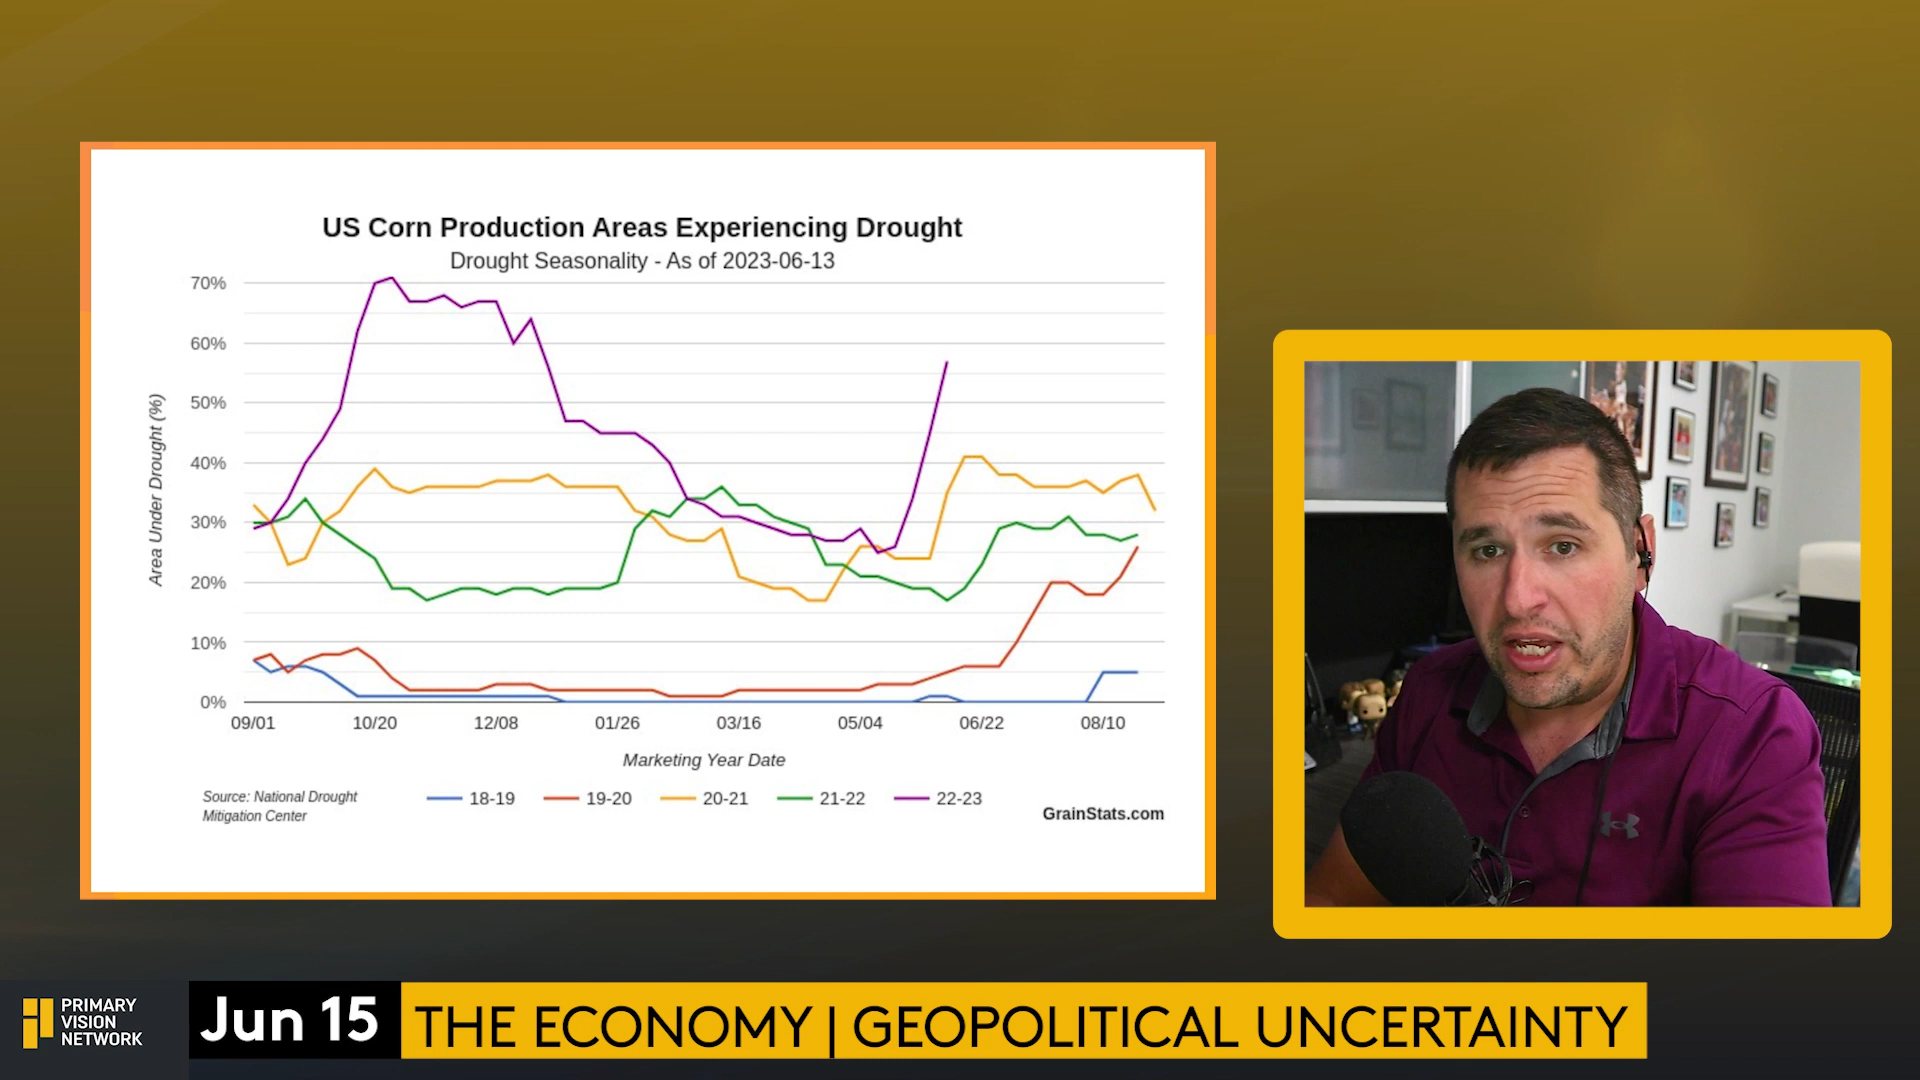 US Corn Production Areas Experiencing Drought
Drought Seasonality - As of 2023-06-13
Area Under Drought (%)
70%
60%
50%
40%
30%
20%
10%
0%
09/01 10/20 12/08 01/26 03/16 05/04 06/22 08/10
Marketing Year Date
Source: National Drought
Mitigation Center
18-19 19-20 20-21 21-22 22-23
GrainStats.com
PRIMARY
VISION
NETWORK
Jun 15
THE ECONOMY | GEOPOLITICAL UNCERTAINTY